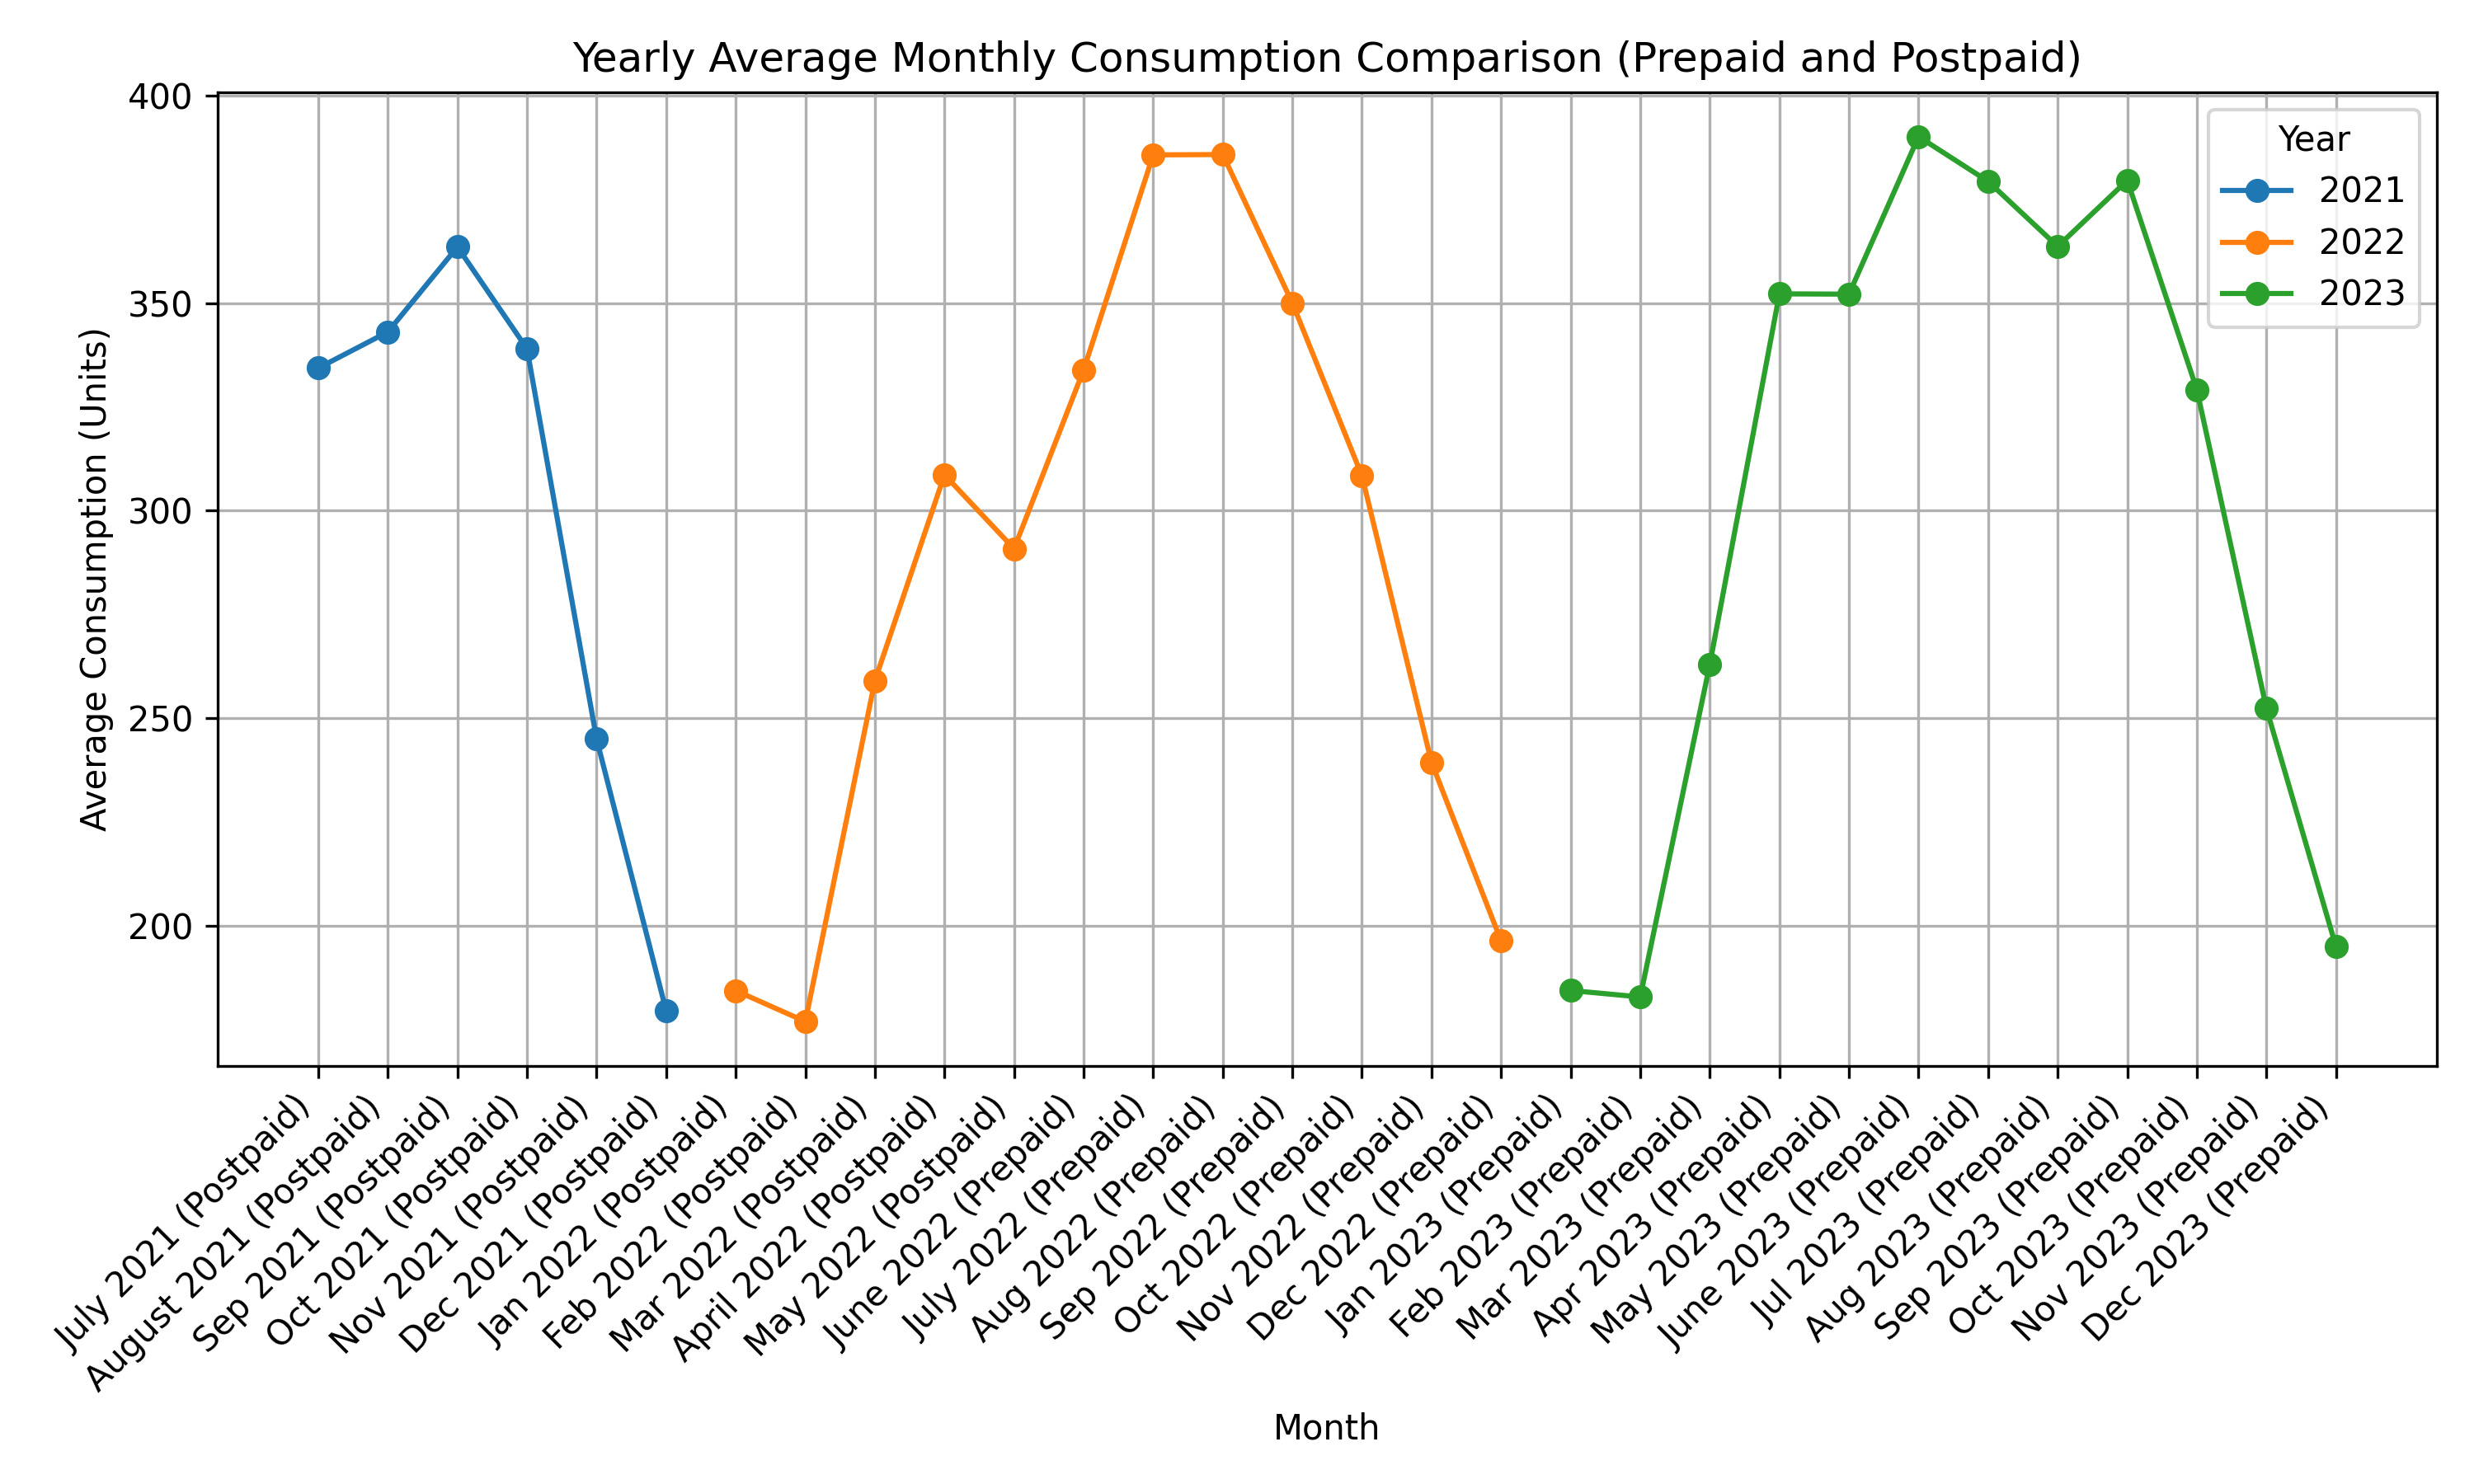 Yearly Average Monthly Consumption Comparison (Prepaid and Postpaid)
Average Consumption (Units)
400
350
300
250
200
Year
2021
2022
2023
July 2021 (Postpaid)
August 2021 (Postpaid)
Sep 2021 (Postpaid)
Oct 2021 (Postpaid)
Nov 2021 (Postpaid)
Dec 2021 (Postpaid)
Jan 2022 (Postpaid)
Feb 2022 (Postpaid)
Mar 2022 (Postpaid)
April 2022 (Postpaid)
May 2022 (Postpaid)
June 2022 (Prepaid)
July 2022 (Prepaid)
Aug 2022 (Prepaid)
Sep 2022 (Prepaid)
Oct 2022 (Prepaid)
Nov 2022 (Prepaid)
Dec 2022 (Prepaid)
Jan 2023 (Prepaid)
Feb 2023 (Prepaid)
Mar 2023 (Prepaid)
Apr 2023 (Prepaid)
May 2023 (Prepaid)
June 2023 (Prepaid)
Jul 2023 (Prepaid)
Aug 2023 (Prepaid)
Sep 2023 (Prepaid)
Oct 2023 (Prepaid)
Nov 2023 (Prepaid)
Dec 2023 (Prepaid)
Month